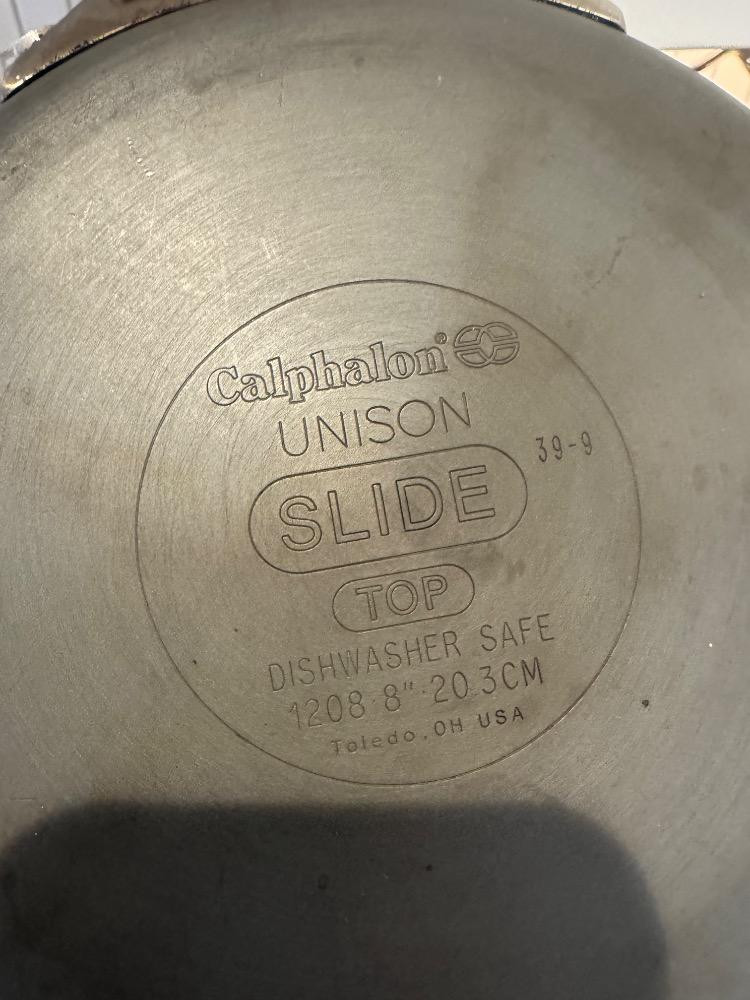 Calphalon®
UNISON
39-9
SLIDE
TOP
DISHWASHER SAFE
1208·8"·20.3CM
Toledo, OH USA